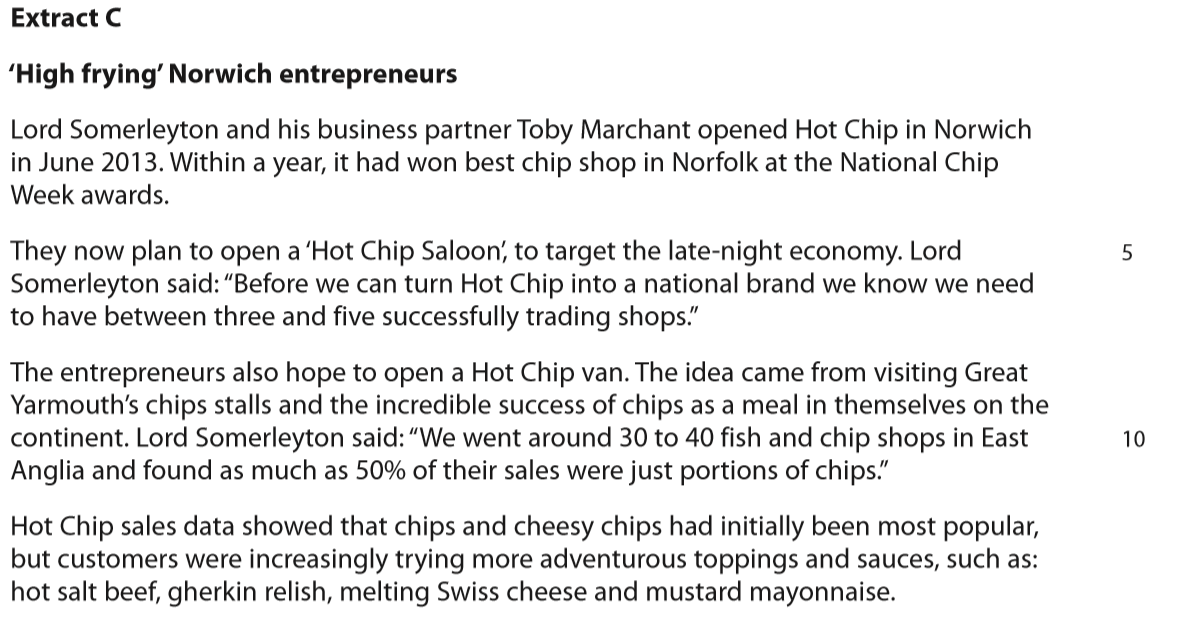 Extract C
‘High frying’ Norwich entrepreneurs
Lord Somerleyton and his business partner Toby Marchant opened Hot Chip in Norwich
in June 2013. Within a year, it had won best chip shop in Norfolk at the National Chip
Week awards.
They now plan to open a ‘Hot Chip Saloon’, to target the late-night economy. Lord 5
Somerleyton said: “Before we can turn Hot Chip into a national brand we know we need
to have between three and five successfully trading shops.”
The entrepreneurs also hope to open a Hot Chip van. The idea came from visiting Great
Yarmouth’s chips stalls and the incredible success of chips as a meal in themselves on the
continent. Lord Somerleyton said: “We went around 30 to 40 fish and chip shops in East 10
Anglia and found as much as 50% of their sales were just portions of chips.”
Hot Chip sales data showed that chips and cheesy chips had initially been most popular,
but customers were increasingly trying more adventurous toppings and sauces, such as:
hot salt beef, gherkin relish, melting Swiss cheese and mustard mayonnaise.